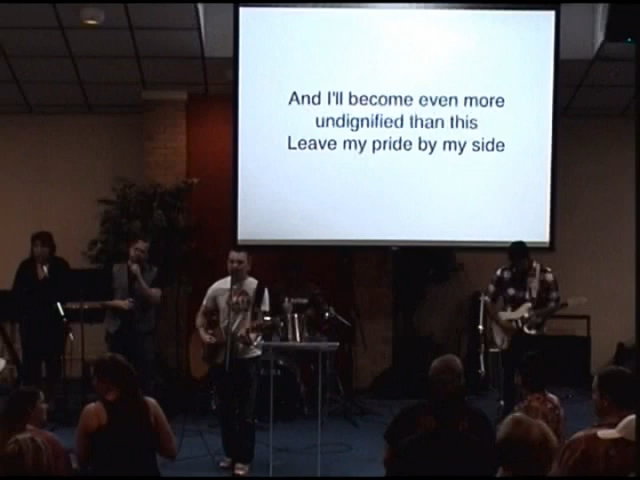 And I'll become even more
undignified than this
Leave my pride by my side